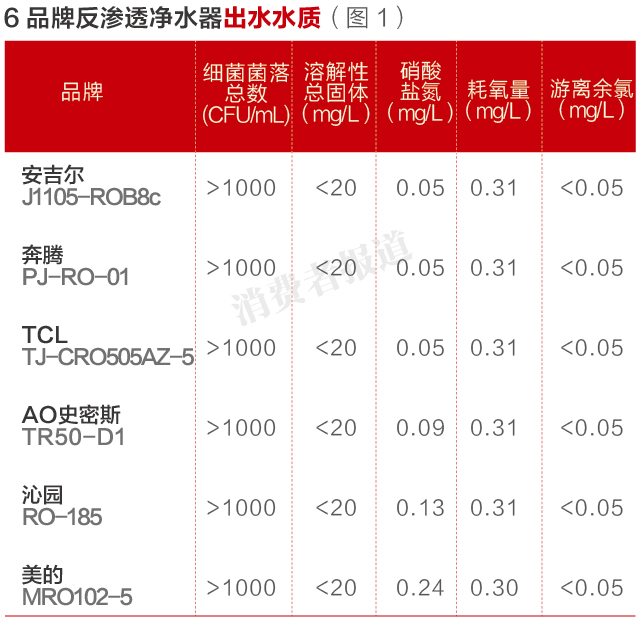 6品牌反渗透净水器出水水质（图1）
品牌 细菌菌落总数(CFU/mL) 溶解性总固体(mg/L) 硝酸盐氮(mg/L) 耗氧量(mg/L) 游离余氯(mg/L)
安吉尔
J1105-ROB8c >1000 <20 0.05 0.31 <0.05
奔腾
PJ-RO-01 >1000 <20 0.05 0.31 <0.05
TCL
TJ-CRO505AZ-5 >1000 <20 0.05 0.31 <0.05
AO史密斯
TR50-D1 >1000 <20 0.09 0.31 <0.05
沁园
RO-185 >1000 <20 0.13 0.31 <0.05
美的
MRO102-5 >1000 <20 0.24 0.30 <0.05
消费者报道